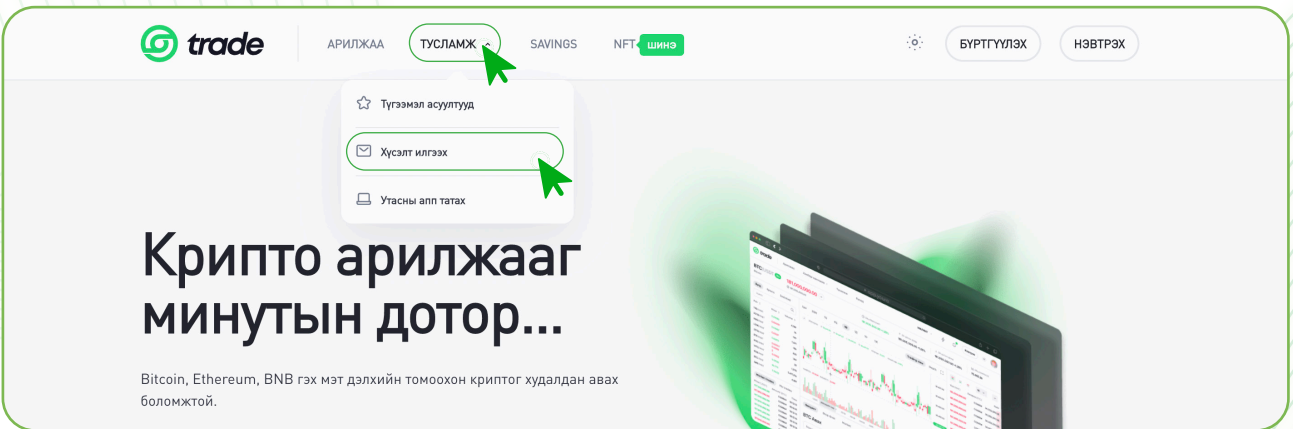 trade
АРИЛЖАА
ТУСЛАМЖ
SAVINGS
NFT
ШИНЭ
БҮРТГҮҮЛЭХ
НЭВТРЭХ
Түгээмэл асуултууд
Хүсэлт илгээх
Утасны апп татах
Крипто арилжааг
минутын дотор...
Bitcoin, Ethereum, BNB гэх мэт дэлхийн томоохон криптог худалдан авах
боломжтой.
trade